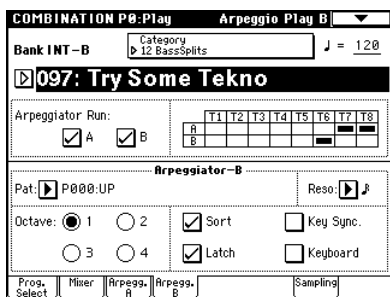 COMBINATION P0:Play Arpeggio Play B
Bank INT-B Category 12 BassSplits ♩ = 120
097: Try Some Tekno
Arpeggiator Run: A B
T1 T2 T3 T4 T5 T6 T7 T8
A
B
Arpeggiator-B
Pat: P000:UP Reso: ♪
Octave: 1 2 Sort Key Sync.
3 4 Latch Keyboard
Prog. Select Mixer Arpegg. A Arpegg. B Sampling